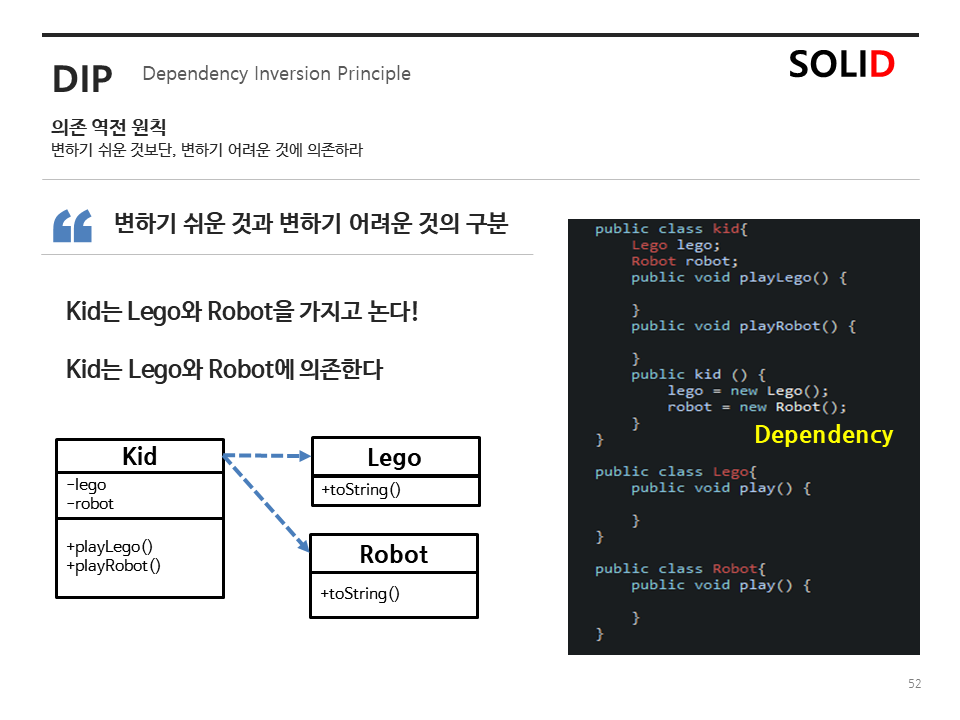 DIP
Dependency Inversion Principle
SOLID
의존 역전 원칙
변하기 쉬운 것보단, 변하기 어려운 것에 의존하라
변하기 쉬운 것과 변하기 어려운 것의 구분
Kid는 Lego와 Robot을 가지고 논다!
Kid는 Lego와 Robot에 의존한다
Kid
-lego
-robot
+playLego()
+playRobot()
Lego
+toString()
Robot
+toString()
public class kid{
Lego lego;
Robot robot;
public void playLego() {
}
public void playRobot() {
}
public kid () {
lego = new Lego();
robot = new Robot();
}
}
Dependency
public class Lego{
public void play() {
}
}
public class Robot{
public void play() {
}
}
52